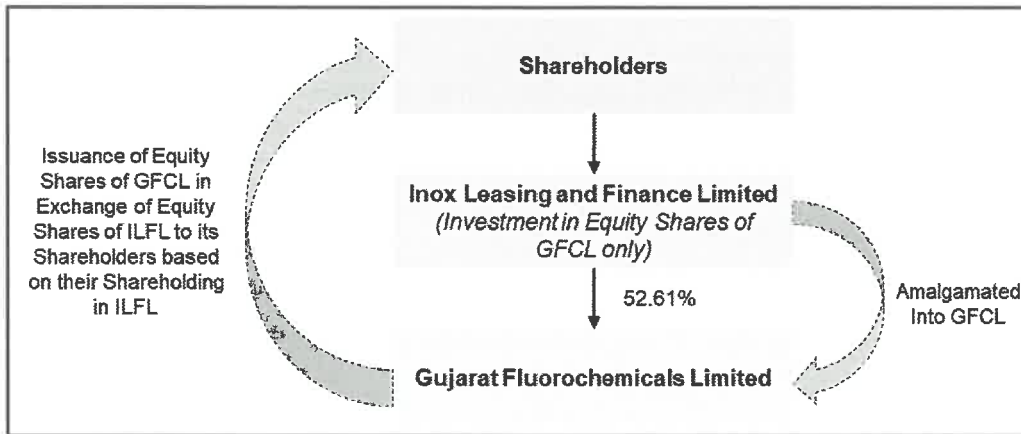 Shareholders
Issuance of Equity
Shares of GFCL in
Exchange of Equity
Shares of ILFL to its
Shareholders based
on their Shareholding
in ILFL
Inox Leasing and Finance Limited
(Investment in Equity Shares of
GFCL only)
52.61%
Amalgamated
Into GFCL
Gujarat Fluorochemicals Limited